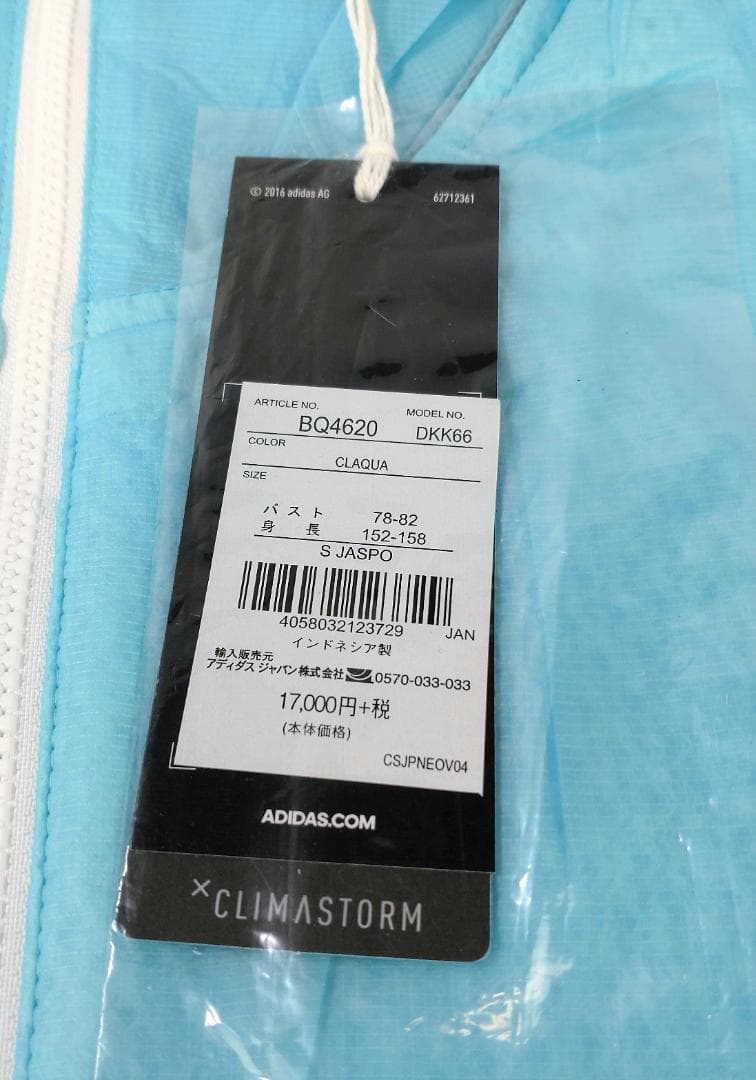 © 2016 adidas AG
62712361
ARTICLE NO.
MODEL NO.
BQ4620
DKK66
COLOR
CLAQUA
SIZE
バスト 78-82
身長 152-158
S JASPO
4058032123729 JAN
インドネシア製
輸入販売元
アディダス ジャパン株式会社 0570-033-033
17,000円+税
(本体価格)
CSJPNEOV04
ADIDAS.COM
×CLIMASTORM